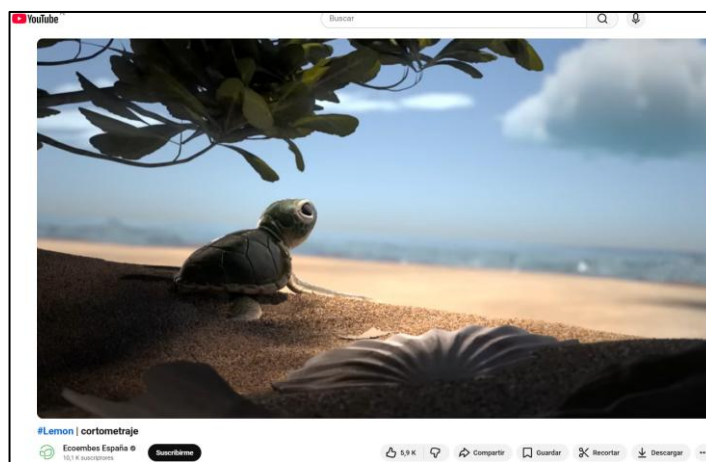 YouTube
Buscar
#Lemon | cortometraje
Ecoembes España
10,1 K suscriptores
Suscribirme
5,9 K
Compartir
Guardar
Recortar
Descargar